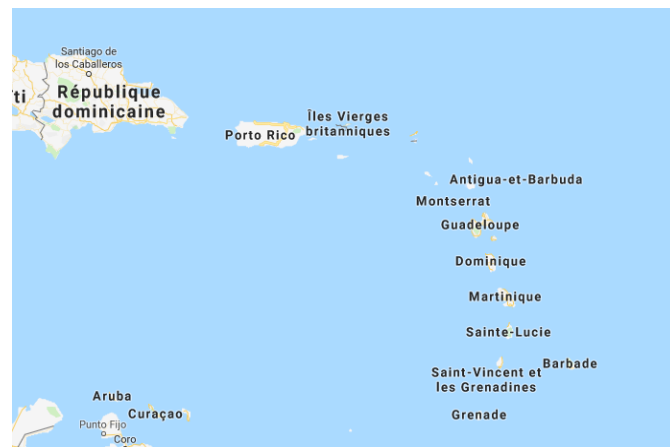 Santiago de
los Caballeros
ïti
République
dominicaine
Porto Rico
Îles Vierges
britanniques
Antigua-et-Barbuda
Montserrat
Guadeloupe
Dominique
Martinique
Sainte-Lucie
Saint-Vincent et
les Grenadines
Barbade
Grenade
Aruba
Curaçao
Punto Fijo
Coro